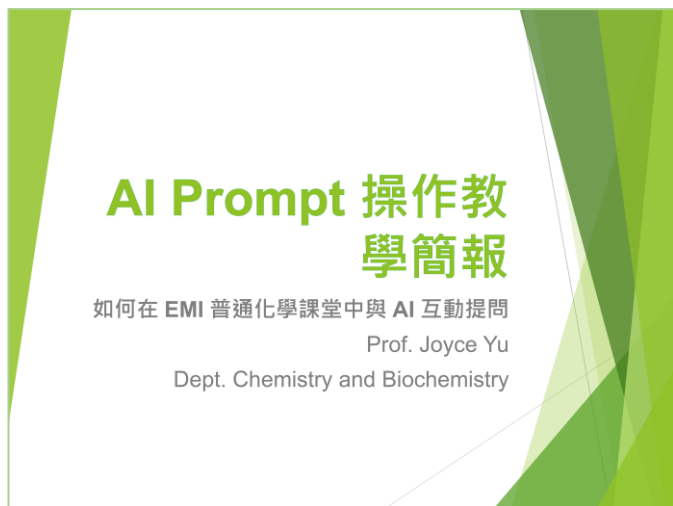 AI Prompt 操作教
學簡報
如何在 EMI 普通化學課堂中與 AI 互動提問
Prof. Joyce Yu
Dept. Chemistry and Biochemistry